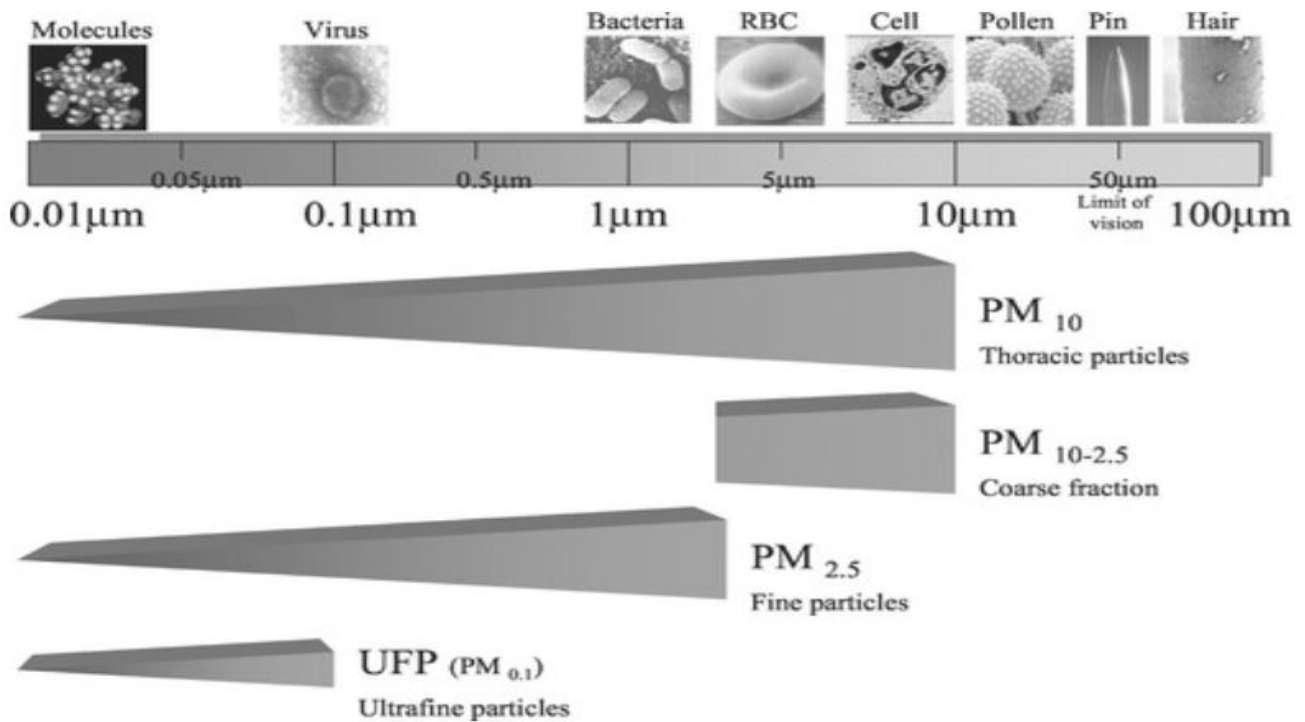 Molecules Virus Bacteria RBC Cell Pollen Pin Hair
0.05μm 0.5μm 5μm 50μm
0.01μm 0.1μm 1μm 10μm Limit of vision 100μm
PM 10
Thoracic particles
PM 10-2.5
Coarse fraction
PM 2.5
Fine particles
UFP (PM 0.1)
Ultrafine particles